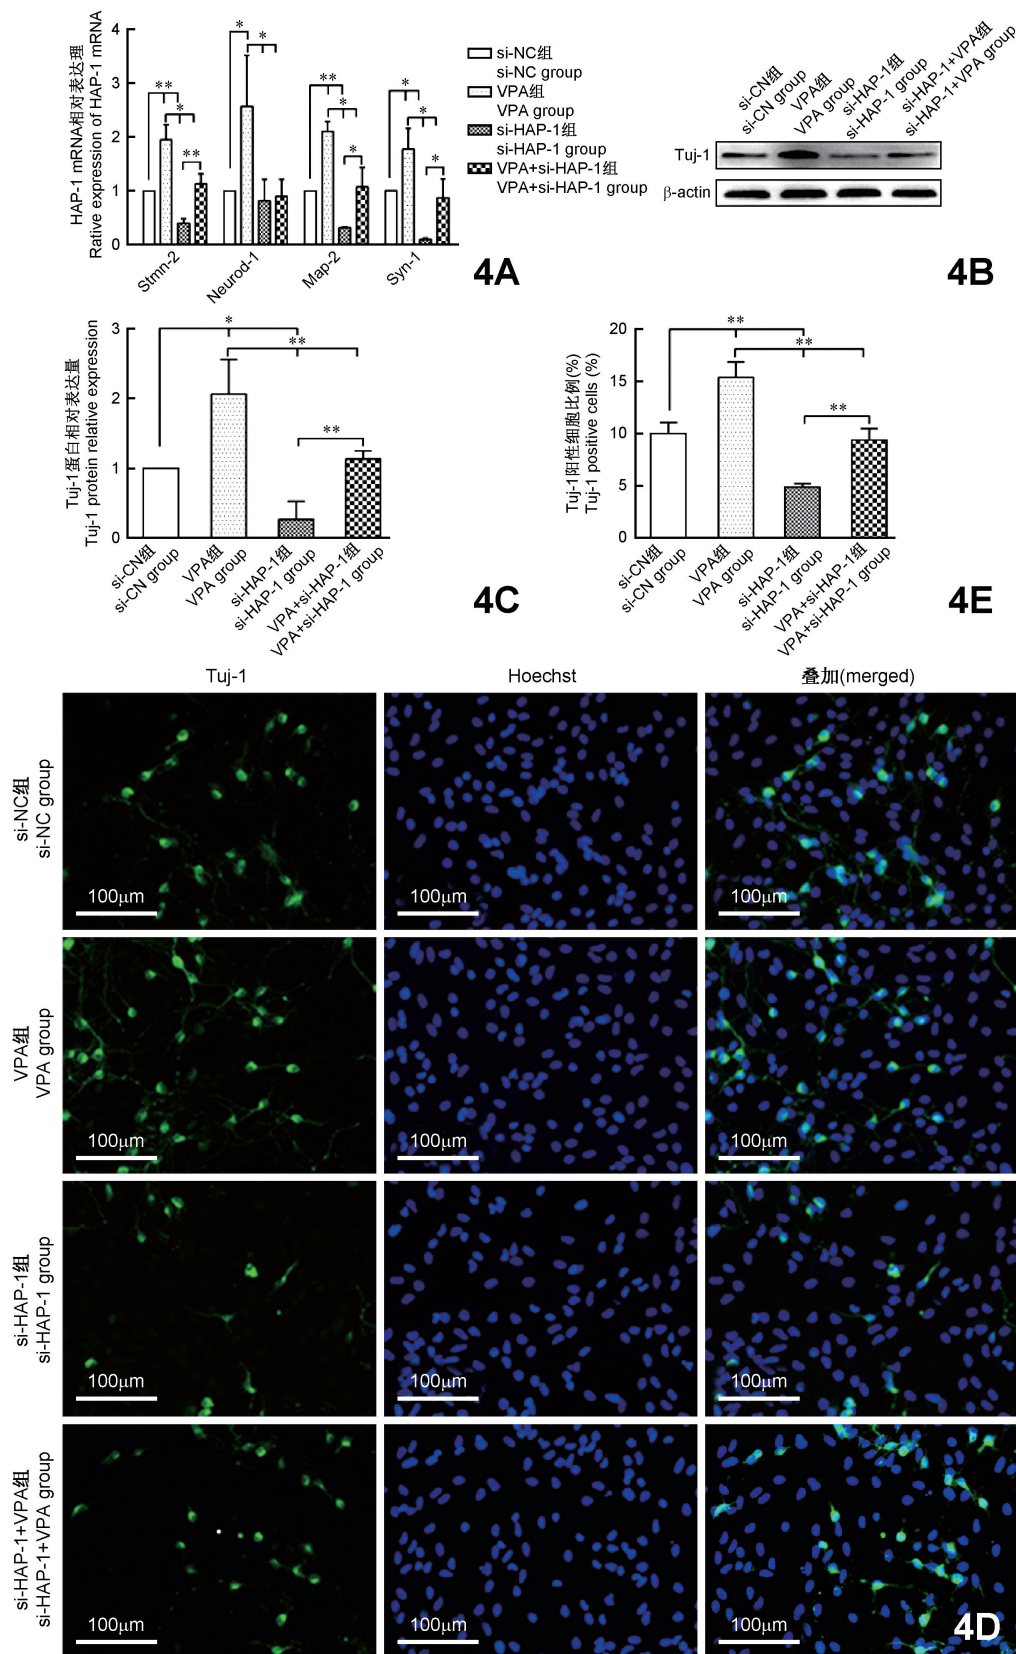 HAP-1 mRNA相对表达理
Rative expression of HAP-1 mRNA
4
3
2
1
0
**
*
**
*
*
**
*
*
*
*
*
Stmn-2
Neurod-1
Map-2
Syn-1
si-NC组
si-NC group
VPA组
VPA group
si-HAP-1组
si-HAP-1 group
VPA+si-HAP-1组
VPA+si-HAP-1 group
4A
si-CN组
si-CN group
VPA组
VPA group
si-HAP-1组
si-HAP-1 group
si-HAP-1+VPA组
si-HAP-1+VPA group
Tuj-1
β-actin
4B
Tuj-1蛋白相对表达量
Tuj-1 protein relative expression
3
2
1
0
*
**
**
si-CN组
si-CN group
VPA组
VPA group
si-HAP-1组
si-HAP-1 group
VPA+si-HAP-1组
VPA+si-HAP-1 group
4C
Tuj-1阳性细胞比例(%)
Tuj-1 positive cells (%)
20
15
10
5
0
**
**
**
si-CN组
si-CN group
VPA组
VPA group
si-HAP-1组
si-HAP-1 group
VPA+si-HAP-1组
VPA+si-HAP-1 group
4E
Tuj-1
Hoechst
叠加(merged)
si-NC组
si-NC group
100μm
100μm
100μm
VPA组
VPA group
100μm
100μm
100μm
si-HAP-1组
si-HAP-1 group
100μm
100μm
100μm
si-HAP-1+VPA组
si-HAP-1+VPA group
100μm
100μm
100μm
4D